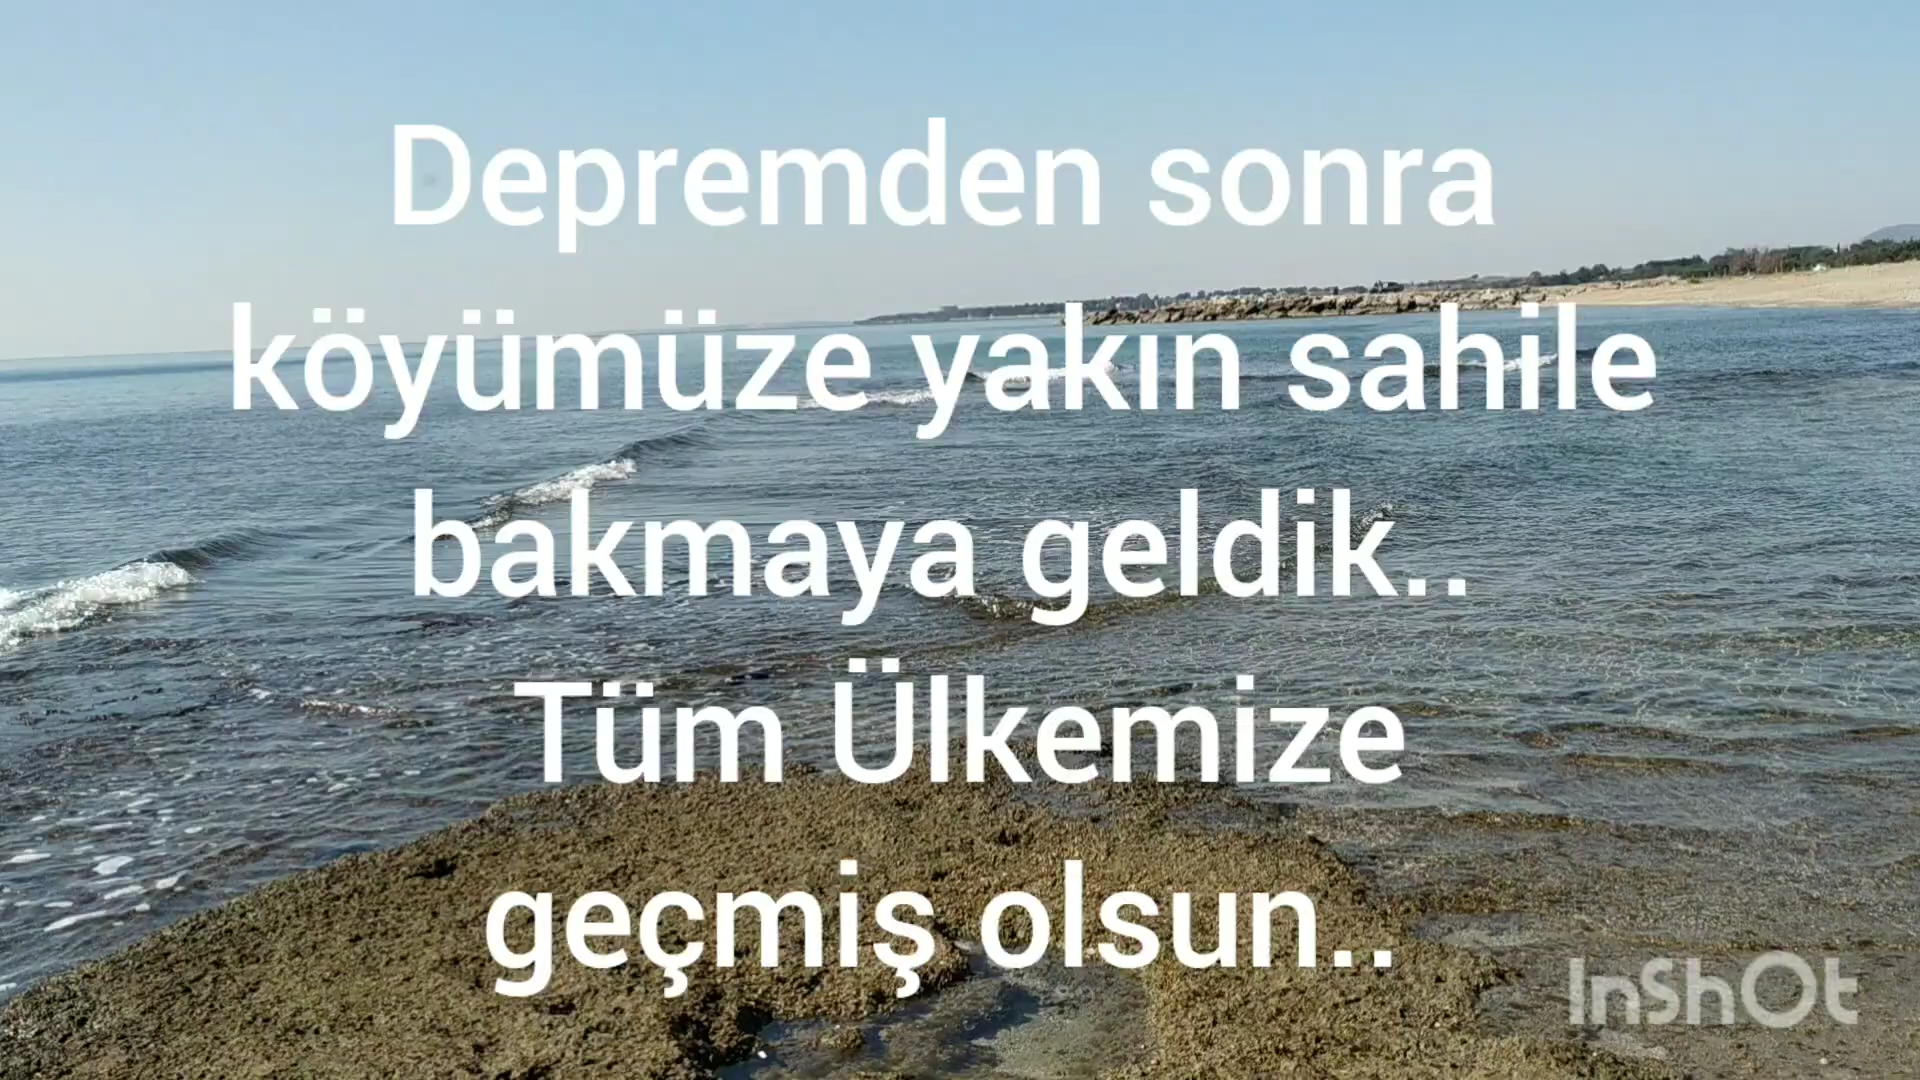 Depremden sonra
köyümüze yakın sahile
bakmaya geldik..
Tüm Ülkemize
geçmiş olsun..
InShOt